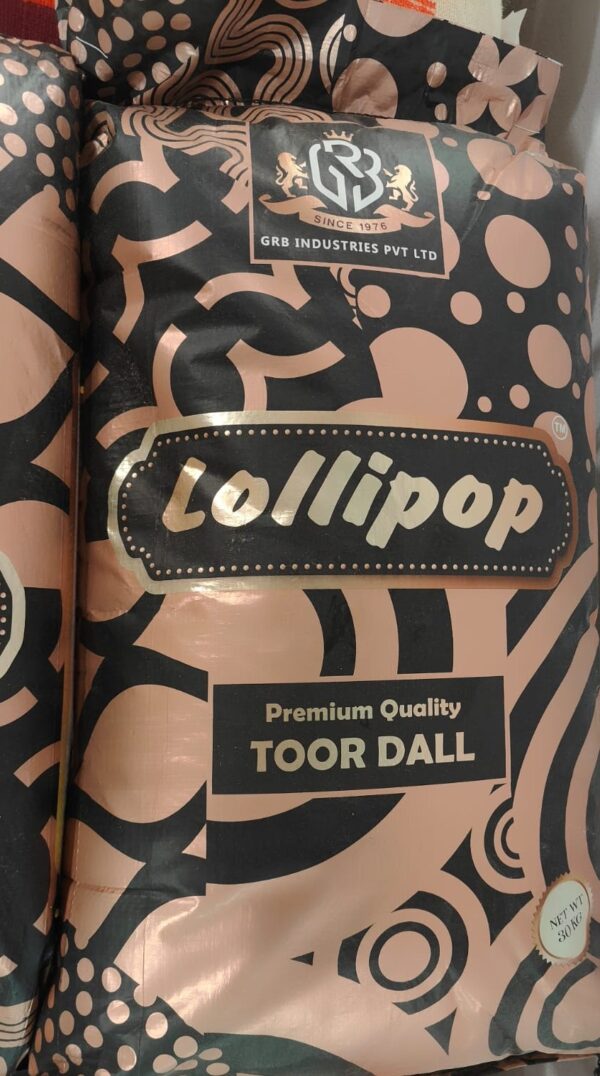 GRB
SINCE 1976
GRB INDUSTRIES PVT LTD
TM
Lollipop
Premium Quality
TOOR DALL
NET WT
30 KG